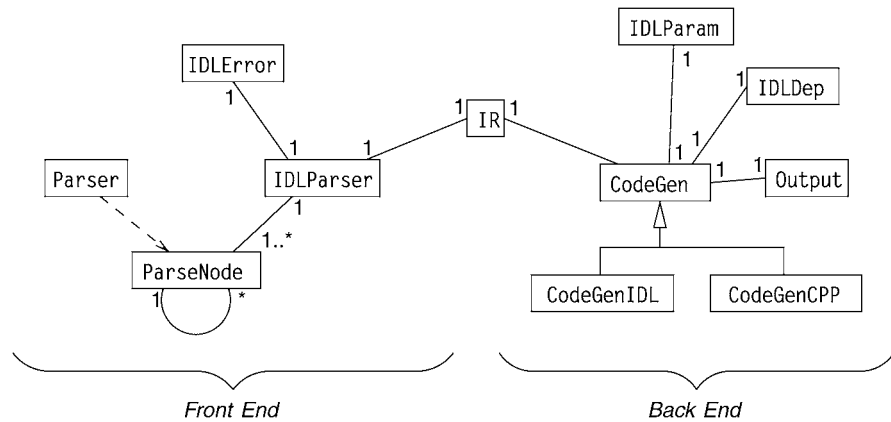 IDLParam
1
IDLError
1
1
IDLDep
1
IR
1
1
1
1
1
1
1
Parser
IDLParser
CodeGen
Output
1
1..*
ParseNode
1
*
CodeGenIDL
CodeGenCPP
Front End
Back End